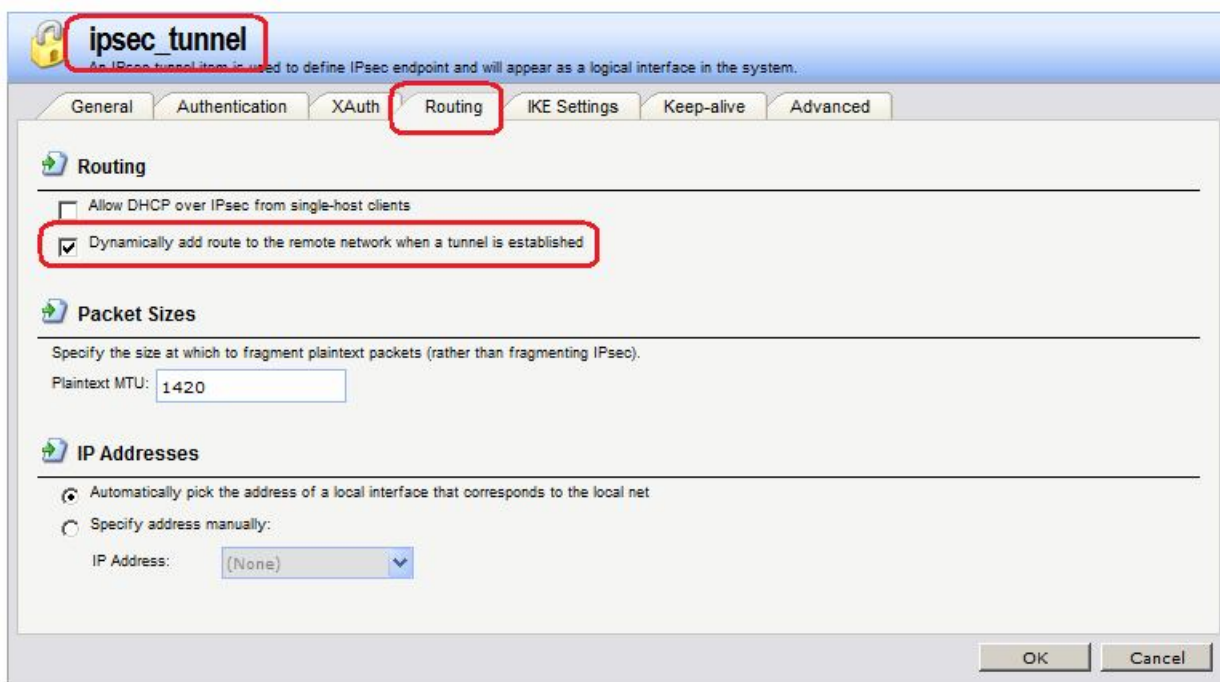 ipsec_tunnel
An IPsec tunnel item is used to define IPsec endpoint and will appear as a logical interface in the system.
General Authentication XAuth Routing IKE Settings Keep-alive Advanced
Routing
Allow DHCP over IPsec from single-host clients
Dynamically add route to the remote network when a tunnel is established
Packet Sizes
Specify the size at which to fragment plaintext packets (rather than fragmenting IPsec).
Plaintext MTU: 1420
IP Addresses
Automatically pick the address of a local interface that corresponds to the local net
Specify address manually:
IP Address: (None)
OK Cancel